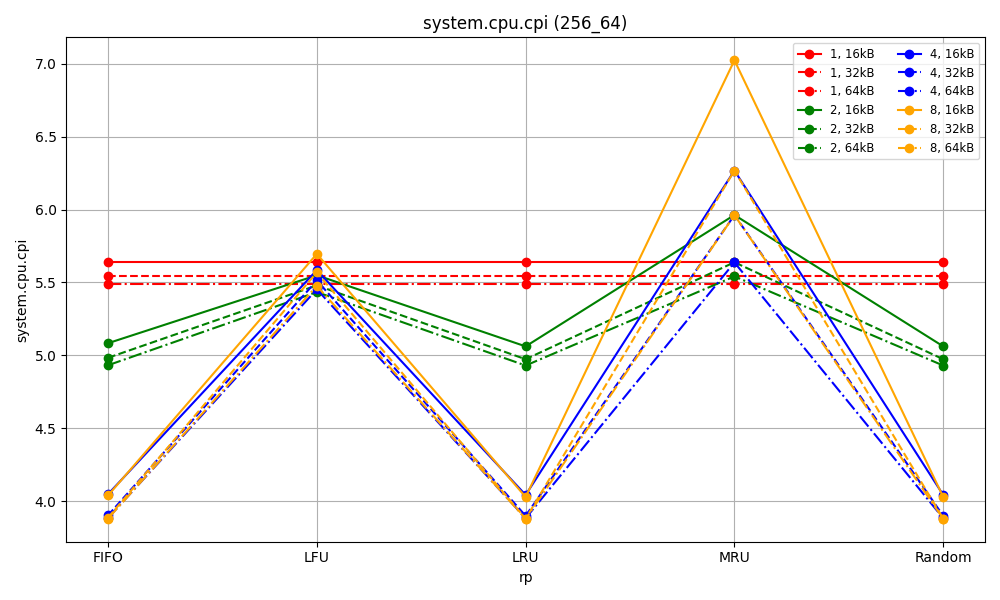 system.cpu.cpi (256_64)
system.cpu.cpi
7.0
6.5
6.0
5.5
5.0
4.5
4.0
1, 16kB
1, 32kB
1, 64kB
2, 16kB
2, 32kB
2, 64kB
4, 16kB
4, 32kB
4, 64kB
8, 16kB
8, 32kB
8, 64kB
FIFO LFU LRU MRU Random
rp